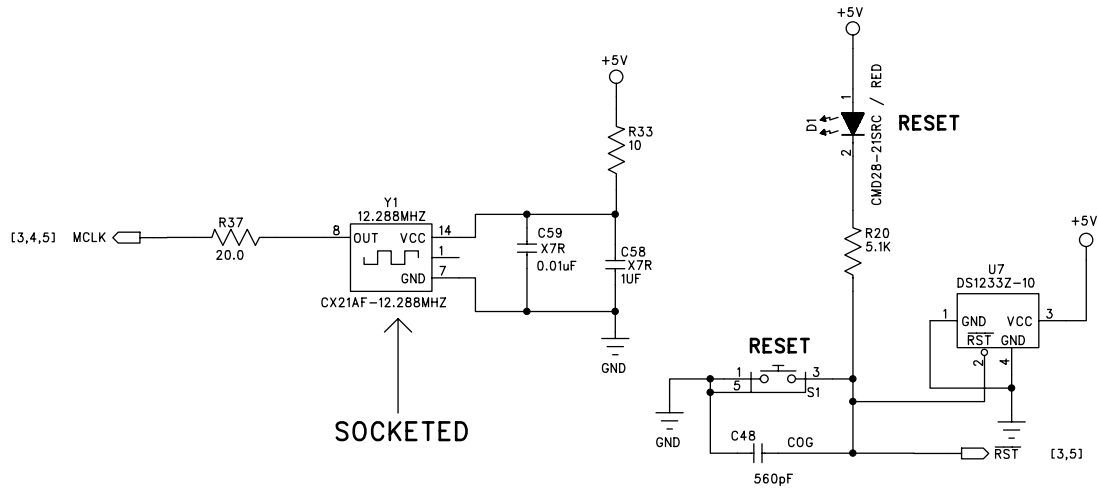 +5V
R33
10
Y1
12.288MHZ
[3,4,5] MCLK
R37
20.0
8 OUT VCC 14
1
GND 7
CX21AF-12.288MHZ
C59
X7R
0.01uF
C58
X7R
1UF
GND
SOCKETED
+5V
1
D1
2
CMD28-21SRC / RED
RESET
R20
5.1K
+5V
U7
DS1233Z-10
1 GND VCC 3
RST GND
2 4
RESET
1 3
5 S1
GND
C48 COG
560pF
RST [3,5]